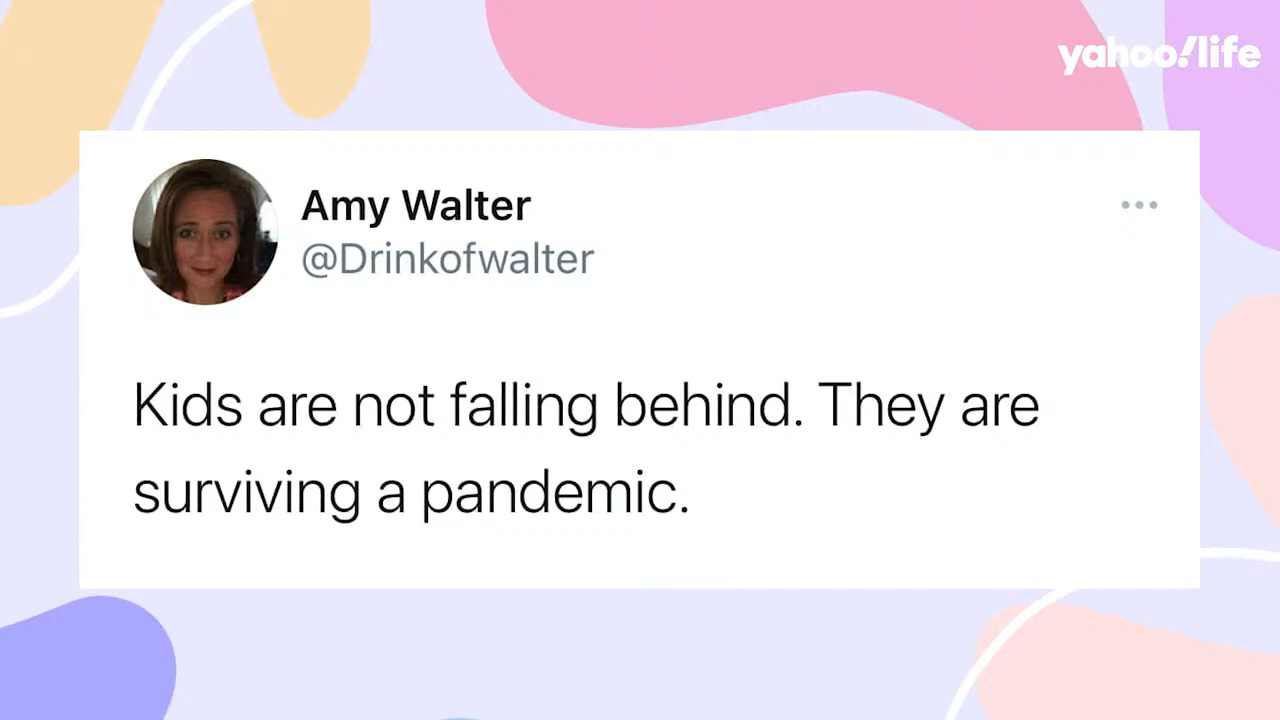 yahoo!life
Amy Walter
@Drinkofwalter
Kids are not falling behind. They are
surviving a pandemic.